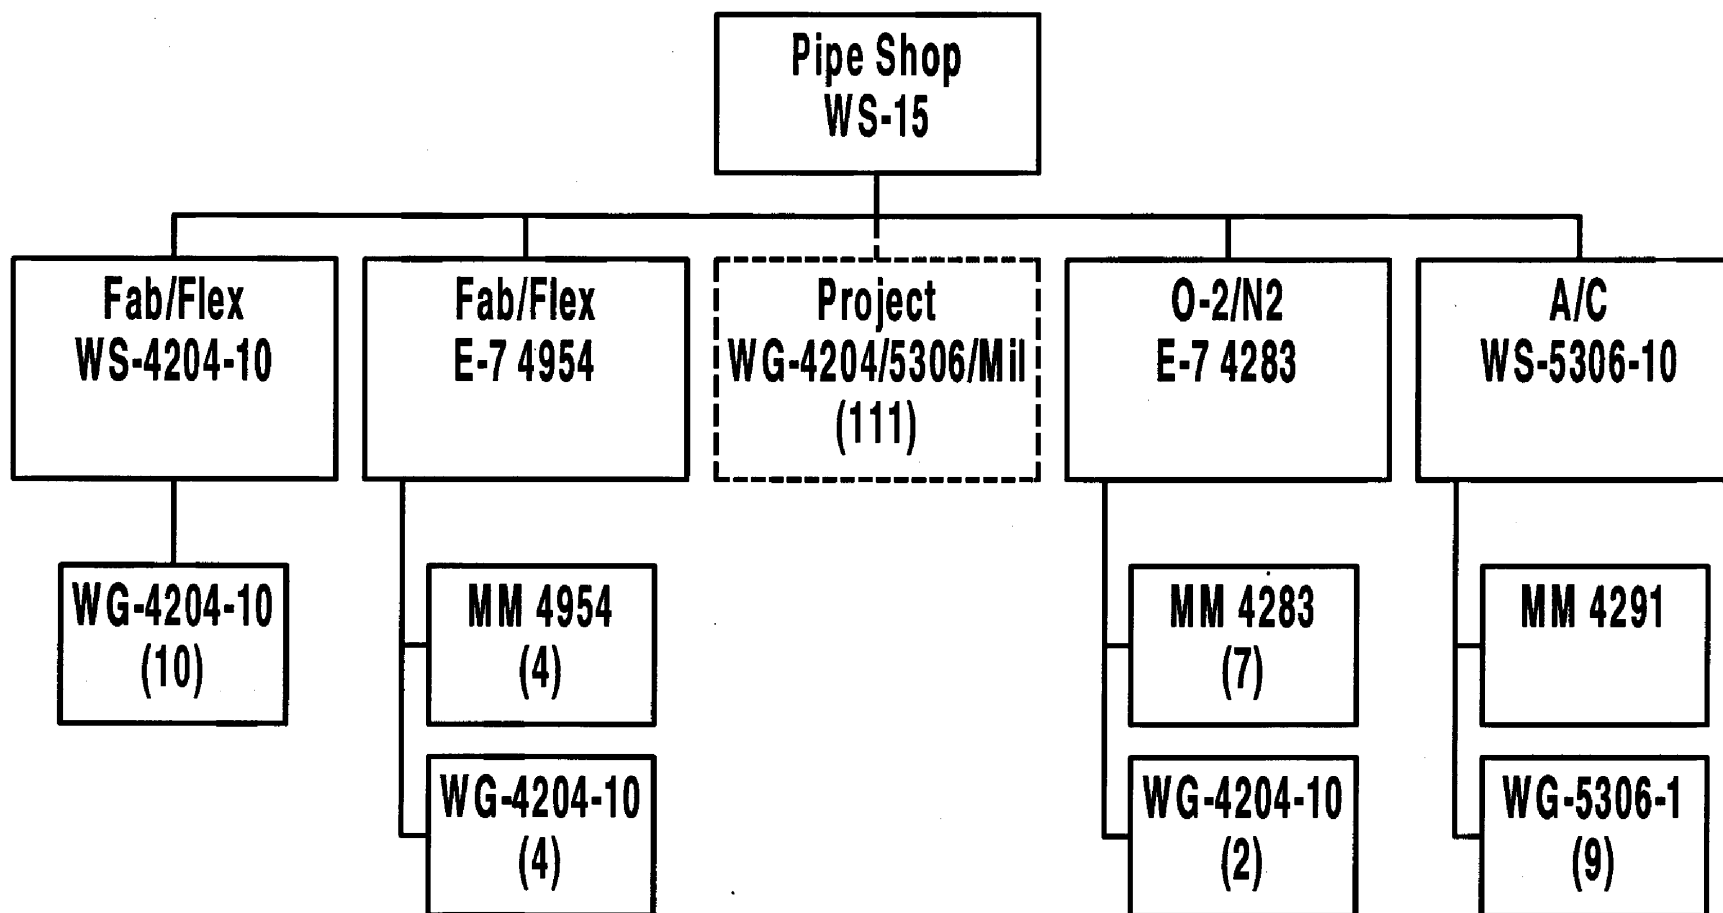 Pipe Shop
WS-15
Fab/Flex
WS-4204-10
Fab/Flex
E-7 4954
Project
WG-4204/5306/Mil
(111)
O-2/N2
E-7 4283
A/C
WS-5306-10
WG-4204-10
(10)
MM 4954
(4)
WG-4204-10
(4)
MM 4283
(7)
WG-4204-10
(2)
MM 4291
WG-5306-1
(9)